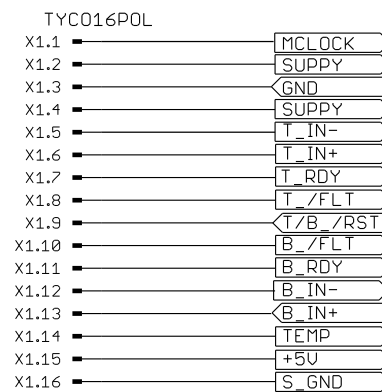 TYCO16POL
X1.1 MCLOCK
X1.2 SUPPY
X1.3 GND
X1.4 SUPPY
X1.5 T_IN-
X1.6 T_IN+
X1.7 T_RDY
X1.8 T_/FLT
X1.9 T/B_/RST
X1.10 B_/FLT
X1.11 B_RDY
X1.12 B_IN-
X1.13 B_IN+
X1.14 TEMP
X1.15 +5V
X1.16 S_GND